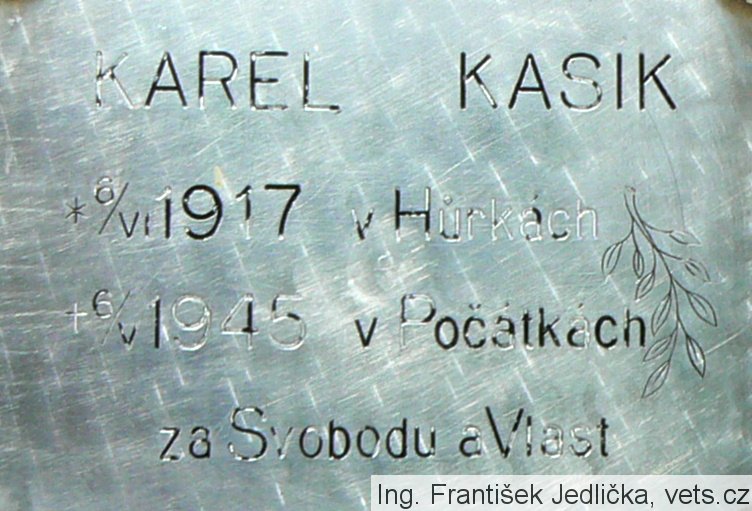 KAREL KASIK
* 6/VI 1917 v Hůrkách
+ 6/V 1945 v Počátkách
za Svobodu a Vlast
Ing. František Jedlička, vets.cz